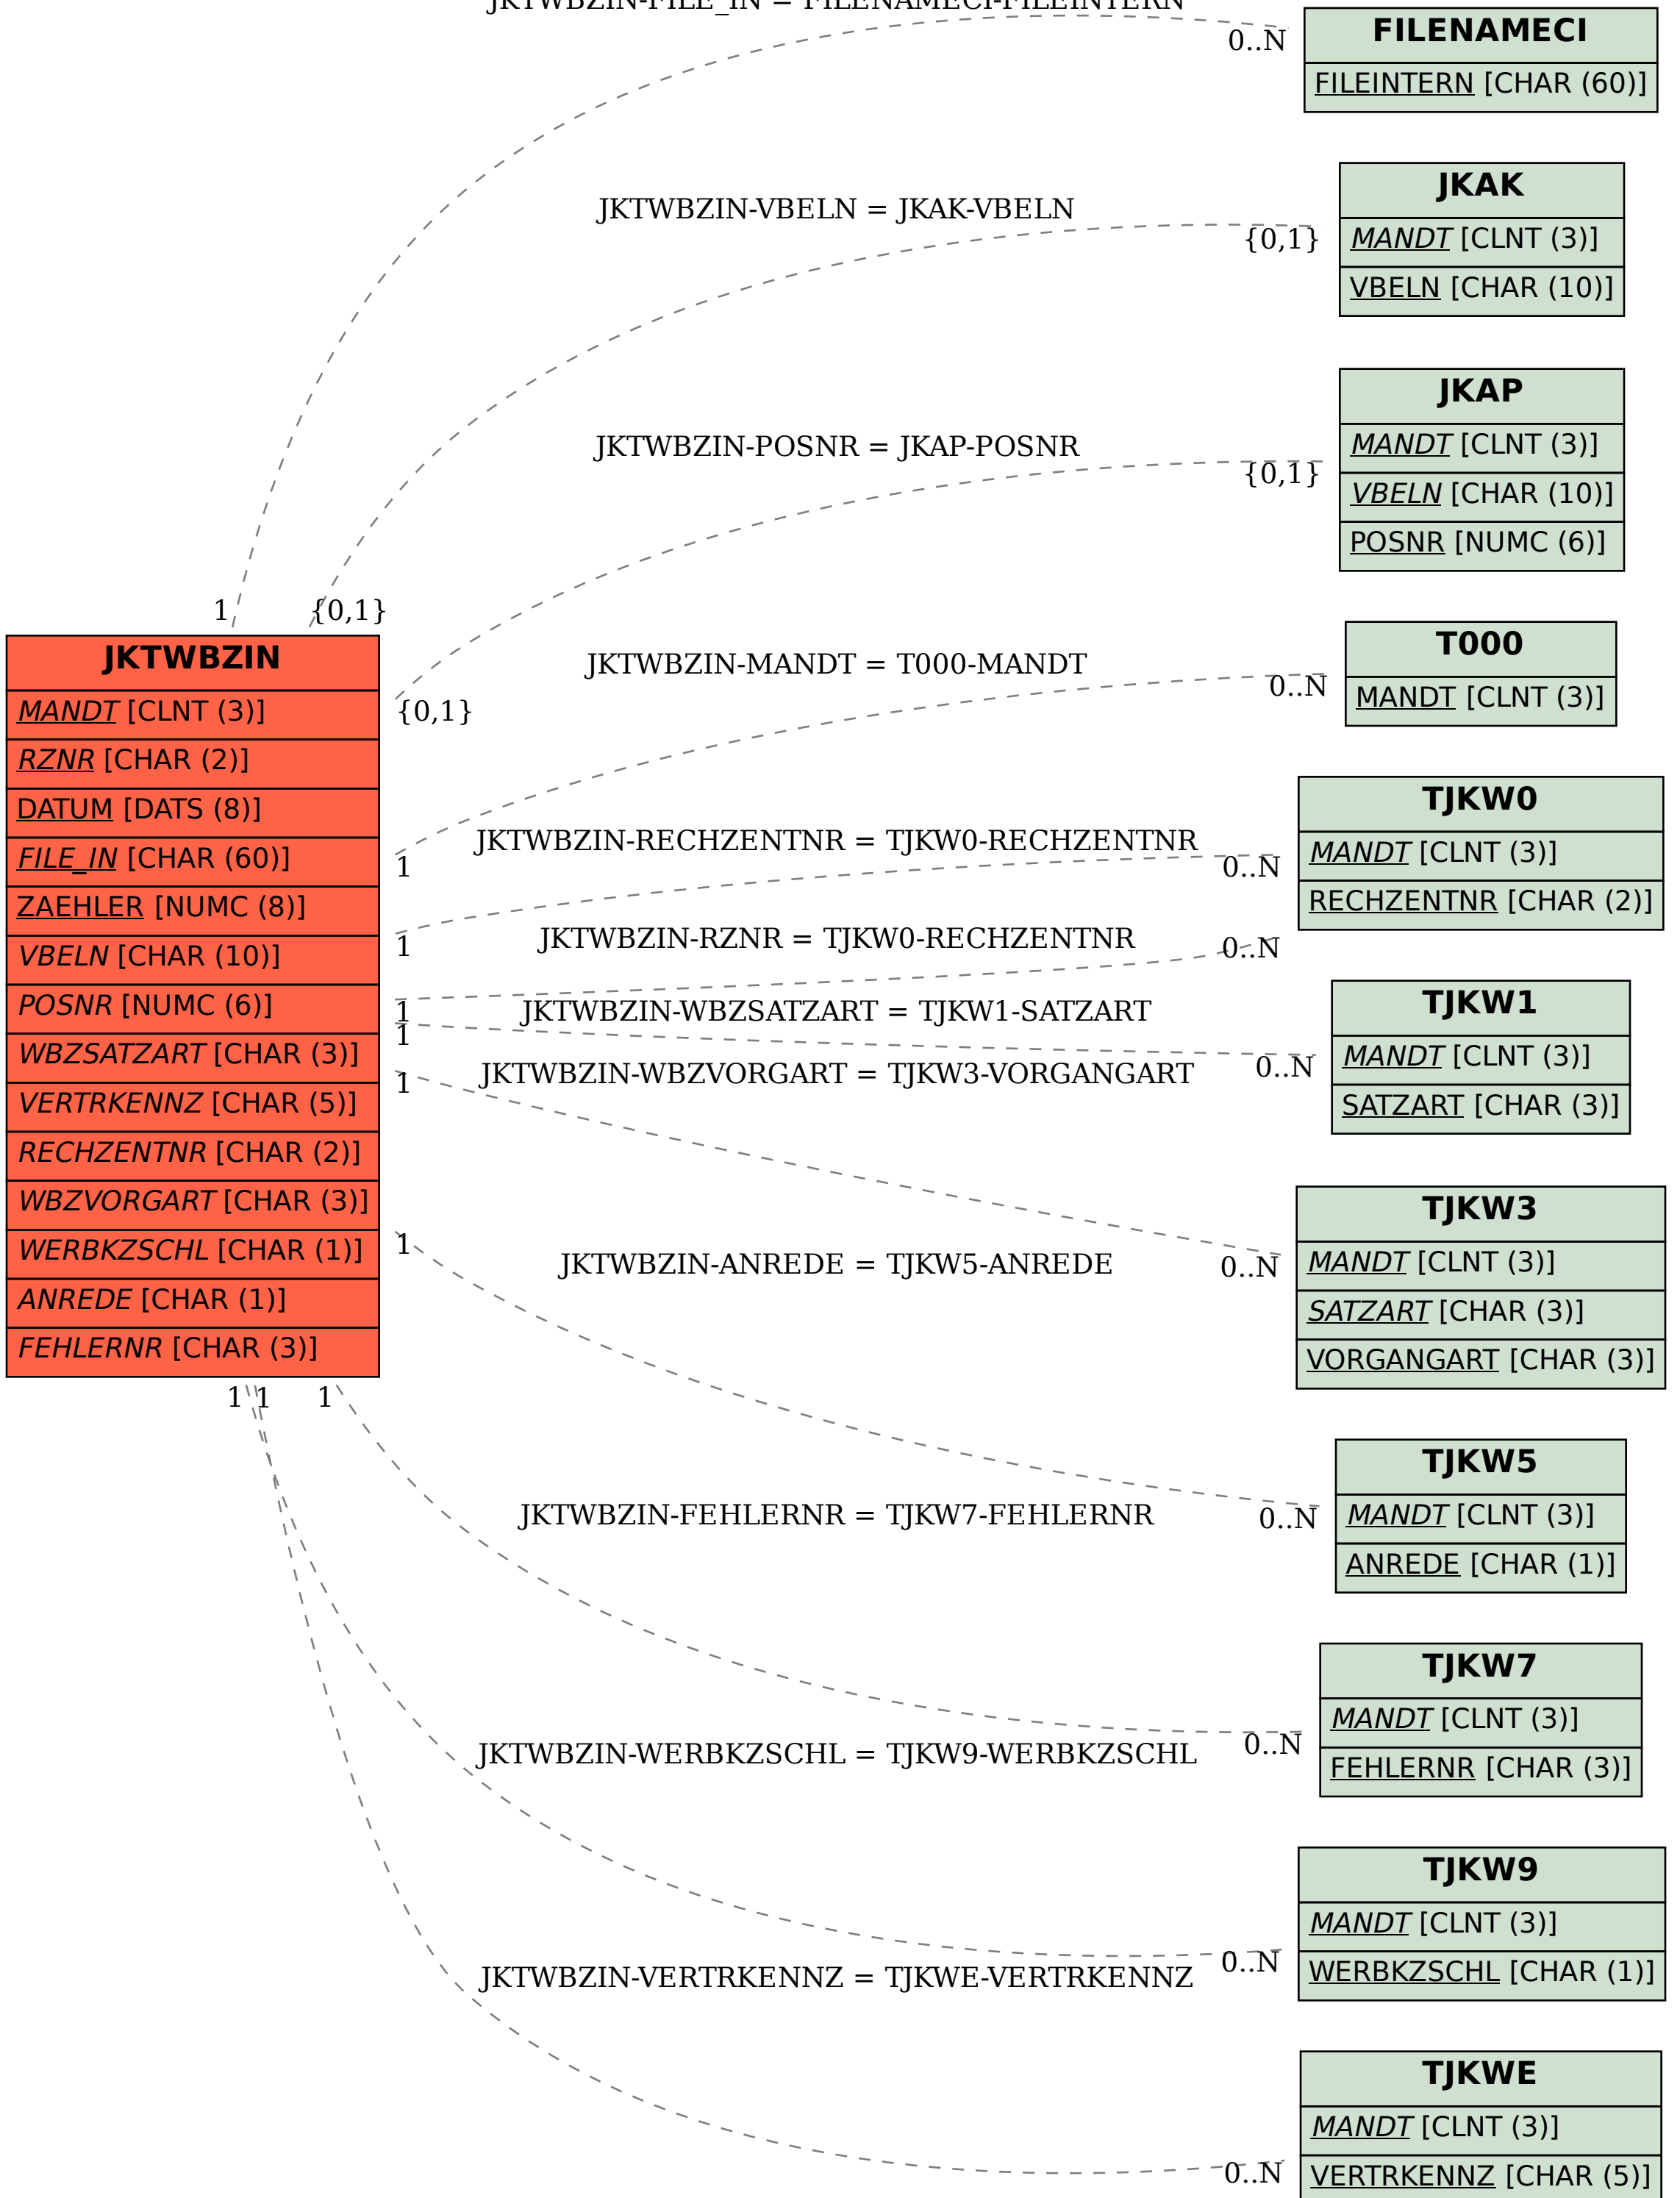 JKTWBZIN-FILE_IN = FILENAMECI-FILEINTERN
1
0..N
FILENAMECI
FILEINTERN [CHAR (60)]
JKTWBZIN-VBELN = JKAK-VBELN
{0,1}
{0,1}
JKAK
MANDT [CLNT (3)]
VBELN [CHAR (10)]
JKTWBZIN-POSNR = JKAP-POSNR
{0,1}
{0,1}
JKAP
MANDT [CLNT (3)]
VBELN [CHAR (10)]
POSNR [NUMC (6)]
JKTWBZIN
MANDT [CLNT (3)]
RZNR [CHAR (2)]
DATUM [DATS (8)]
FILE_IN [CHAR (60)]
ZAEHLER [NUMC (8)]
VBELN [CHAR (10)]
POSNR [NUMC (6)]
WBZSATZART [CHAR (3)]
VERTRKENNZ [CHAR (5)]
RECHZENTNR [CHAR (2)]
WBZVORGART [CHAR (3)]
WERBKZSCHL [CHAR (1)]
ANREDE [CHAR (1)]
FEHLERNR [CHAR (3)]
JKTWBZIN-MANDT = T000-MANDT
1
0..N
T000
MANDT [CLNT (3)]
JKTWBZIN-RECHZENTNR = TJKW0-RECHZENTNR
1
0..N
JKTWBZIN-RZNR = TJKW0-RECHZENTNR
1
0..N
TJKW0
MANDT [CLNT (3)]
RECHZENTNR [CHAR (2)]
JKTWBZIN-WBZSATZART = TJKW1-SATZART
1
0..N
TJKW1
MANDT [CLNT (3)]
SATZART [CHAR (3)]
JKTWBZIN-WBZVORGART = TJKW3-VORGANGART
1
0..N
TJKW3
MANDT [CLNT (3)]
SATZART [CHAR (3)]
VORGANGART [CHAR (3)]
JKTWBZIN-ANREDE = TJKW5-ANREDE
1
0..N
TJKW5
MANDT [CLNT (3)]
ANREDE [CHAR (1)]
JKTWBZIN-FEHLERNR = TJKW7-FEHLERNR
1
0..N
TJKW7
MANDT [CLNT (3)]
FEHLERNR [CHAR (3)]
JKTWBZIN-WERBKZSCHL = TJKW9-WERBKZSCHL
1
0..N
TJKW9
MANDT [CLNT (3)]
WERBKZSCHL [CHAR (1)]
JKTWBZIN-VERTRKENNZ = TJKWE-VERTRKENNZ
1
0..N
TJKWE
MANDT [CLNT (3)]
VERTRKENNZ [CHAR (5)]